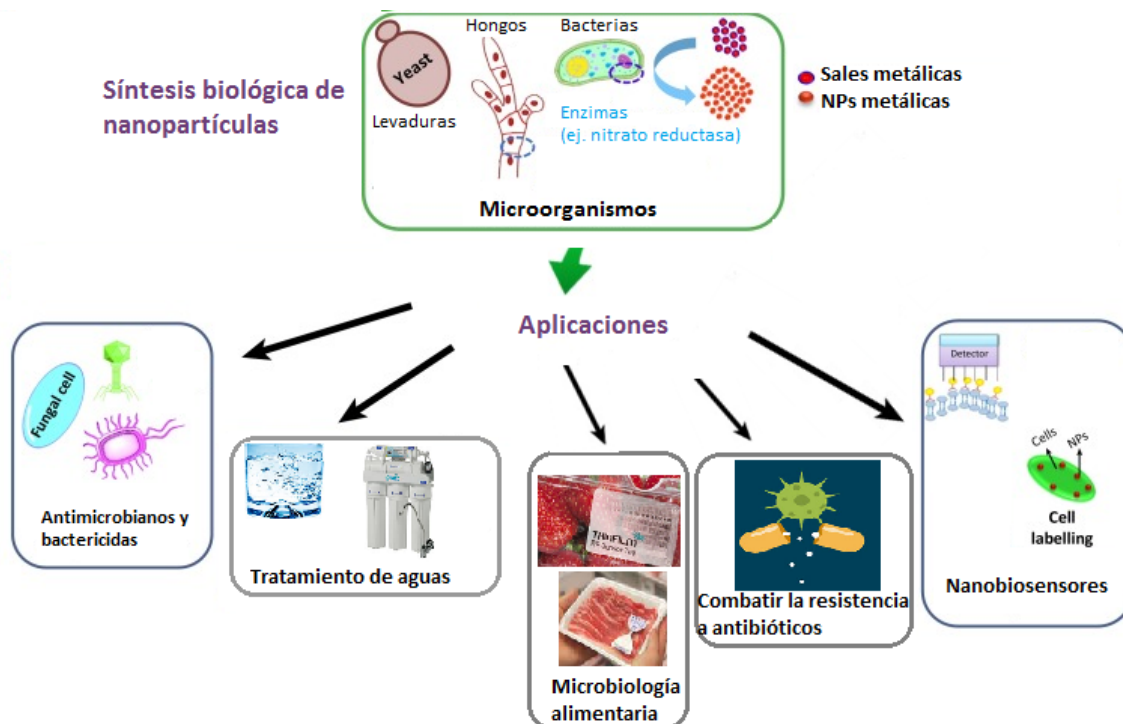 Síntesis biológica de
nanopartículas
Yeast
Levaduras
Hongos
Bacterias
Enzimas
(ej. nitrato reductasa)
Microorganismos
Sales metálicas
NPs metálicas
Aplicaciones
Fungal cell
Antimicrobianos y
bactericidas
Tratamiento de aguas
THINFILM
Microbiología
alimentaria
Combatir la resistencia
a antibióticos
Detector
Cells
NPs
Cell
labelling
Nanobiosensores